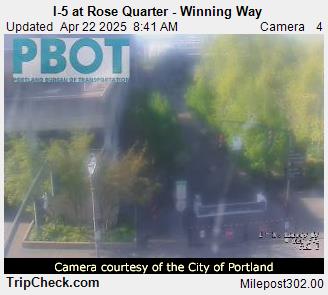 I-5 at Rose Quarter - Winning Way
Updated Apr 22 2025 8:41 AM Camera 4
PBOT
PORTLAND BUREAU OF TRANSPORTATION
Camera courtesy of the City of Portland
TripCheck.com Milepost302.00